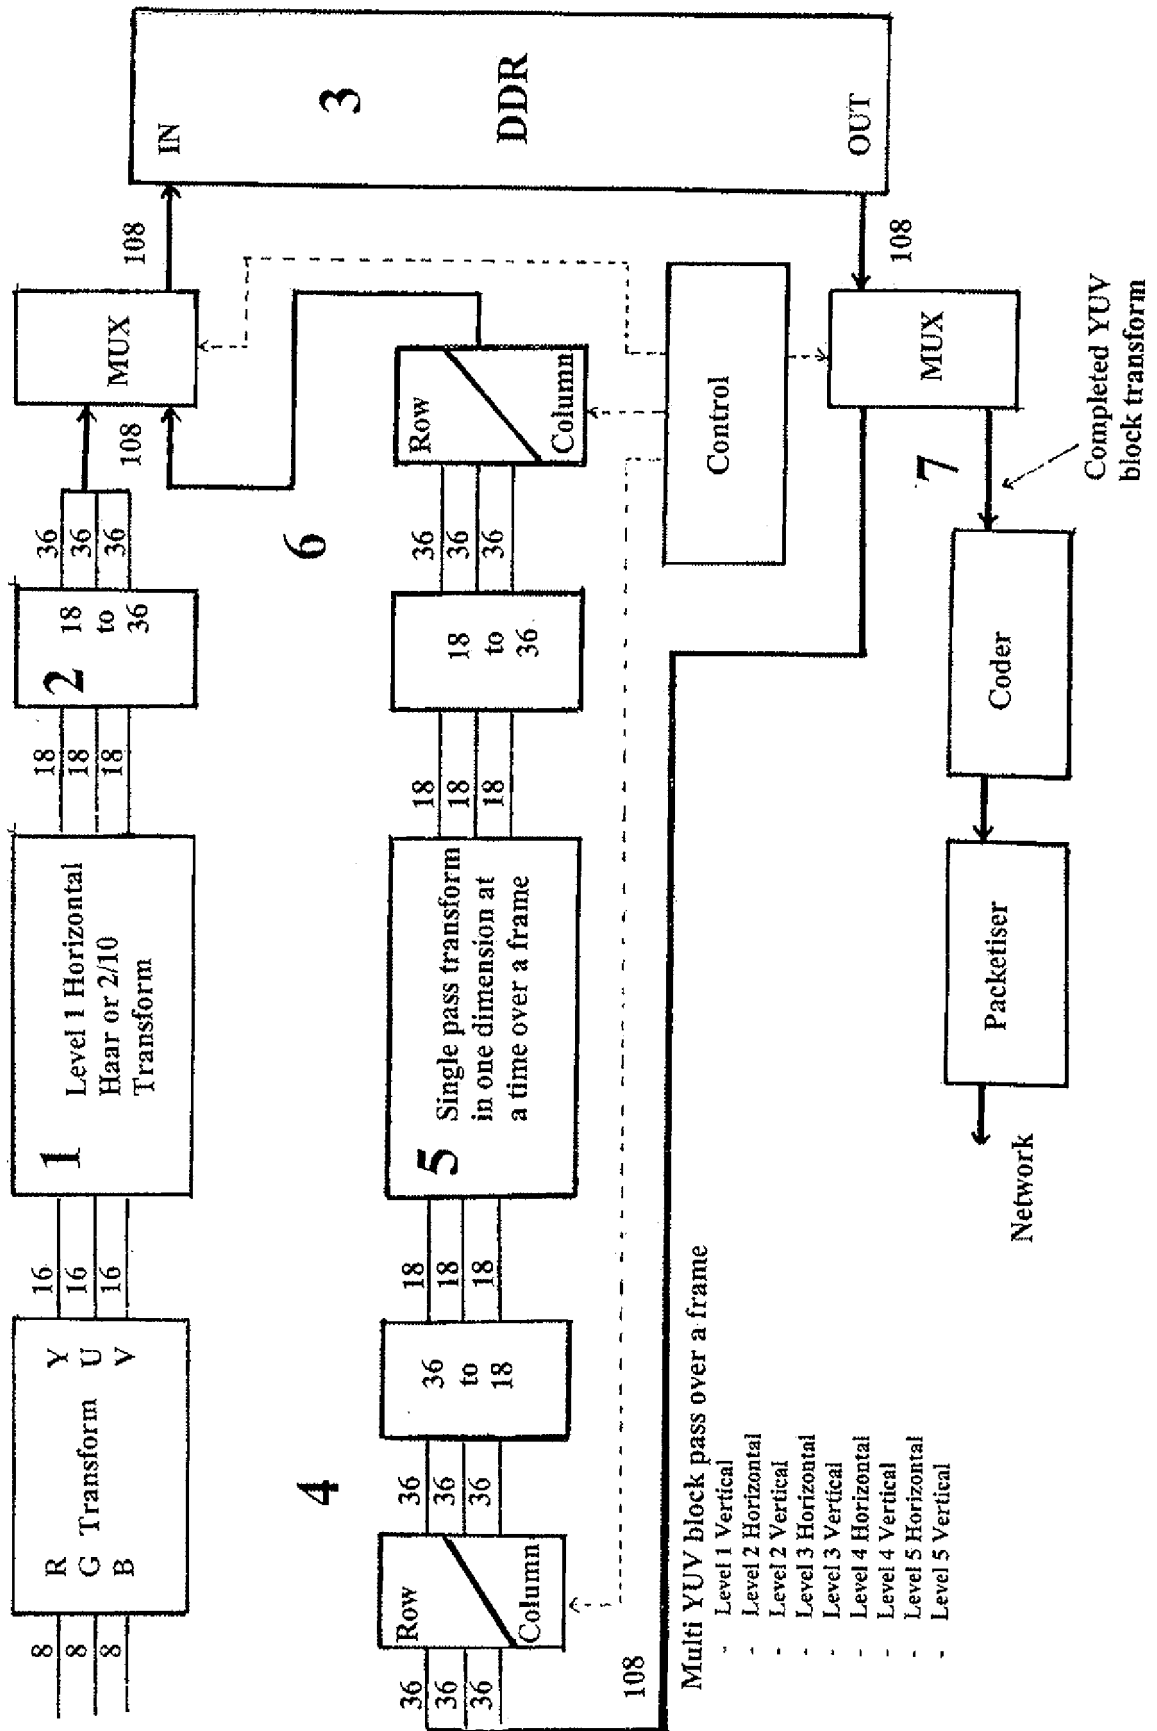 8
8
8
R Y
G Transform U
B V
16
16
16
1
Level 1 Horizontal
Haar or 2/10
Transform
18
18
18
2
18
to
36
36
36
36
108
MUX
108
IN
3
DDR
OUT
36
36
36
Row
Column
4
36
36
36
36
to
18
18
18
18
5
Single pass transform
in one dimension at
a time over a frame
18
18
18
18
to
36
6
36
36
36
Row
Column
108
Control
108
MUX
7
Completed YUV
block transform
Coder
Packetiser
Network
Multi YUV block pass over a frame
- Level 1 Vertical
- Level 2 Horizontal
- Level 2 Vertical
- Level 3 Horizontal
- Level 3 Vertical
- Level 4 Horizontal
- Level 4 Vertical
- Level 5 Horizontal
- Level 5 Vertical